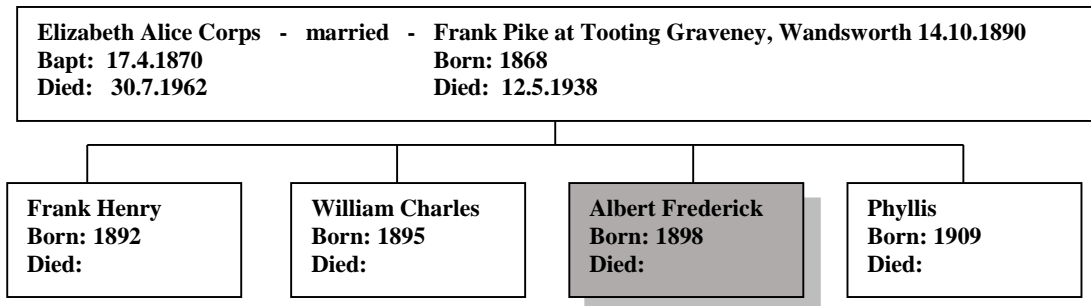 Elizabeth Alice Corps - married - Frank Pike at Tooting Graveney, Wandsworth 14.10.1890
Bapt: 17.4.1870 Born: 1868
Died: 30.7.1962 Died: 12.5.1938
Frank Henry
Born: 1892
Died:
William Charles
Born: 1895
Died:
Albert Frederick
Born: 1898
Died:
Phyllis
Born: 1909
Died: